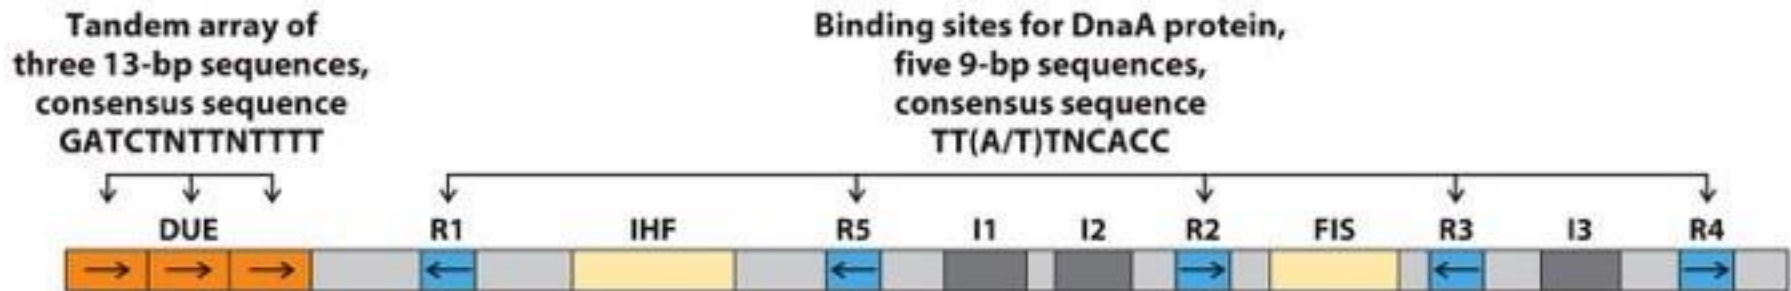 Tandem array of
three 13-bp sequences,
consensus sequence
GATCTNTTNTTTT
Binding sites for DnaA protein,
five 9-bp sequences,
consensus sequence
TT(A/T)TNCACC
DUE R1 IHF R5 I1 I2 R2 FIS R3 I3 R4